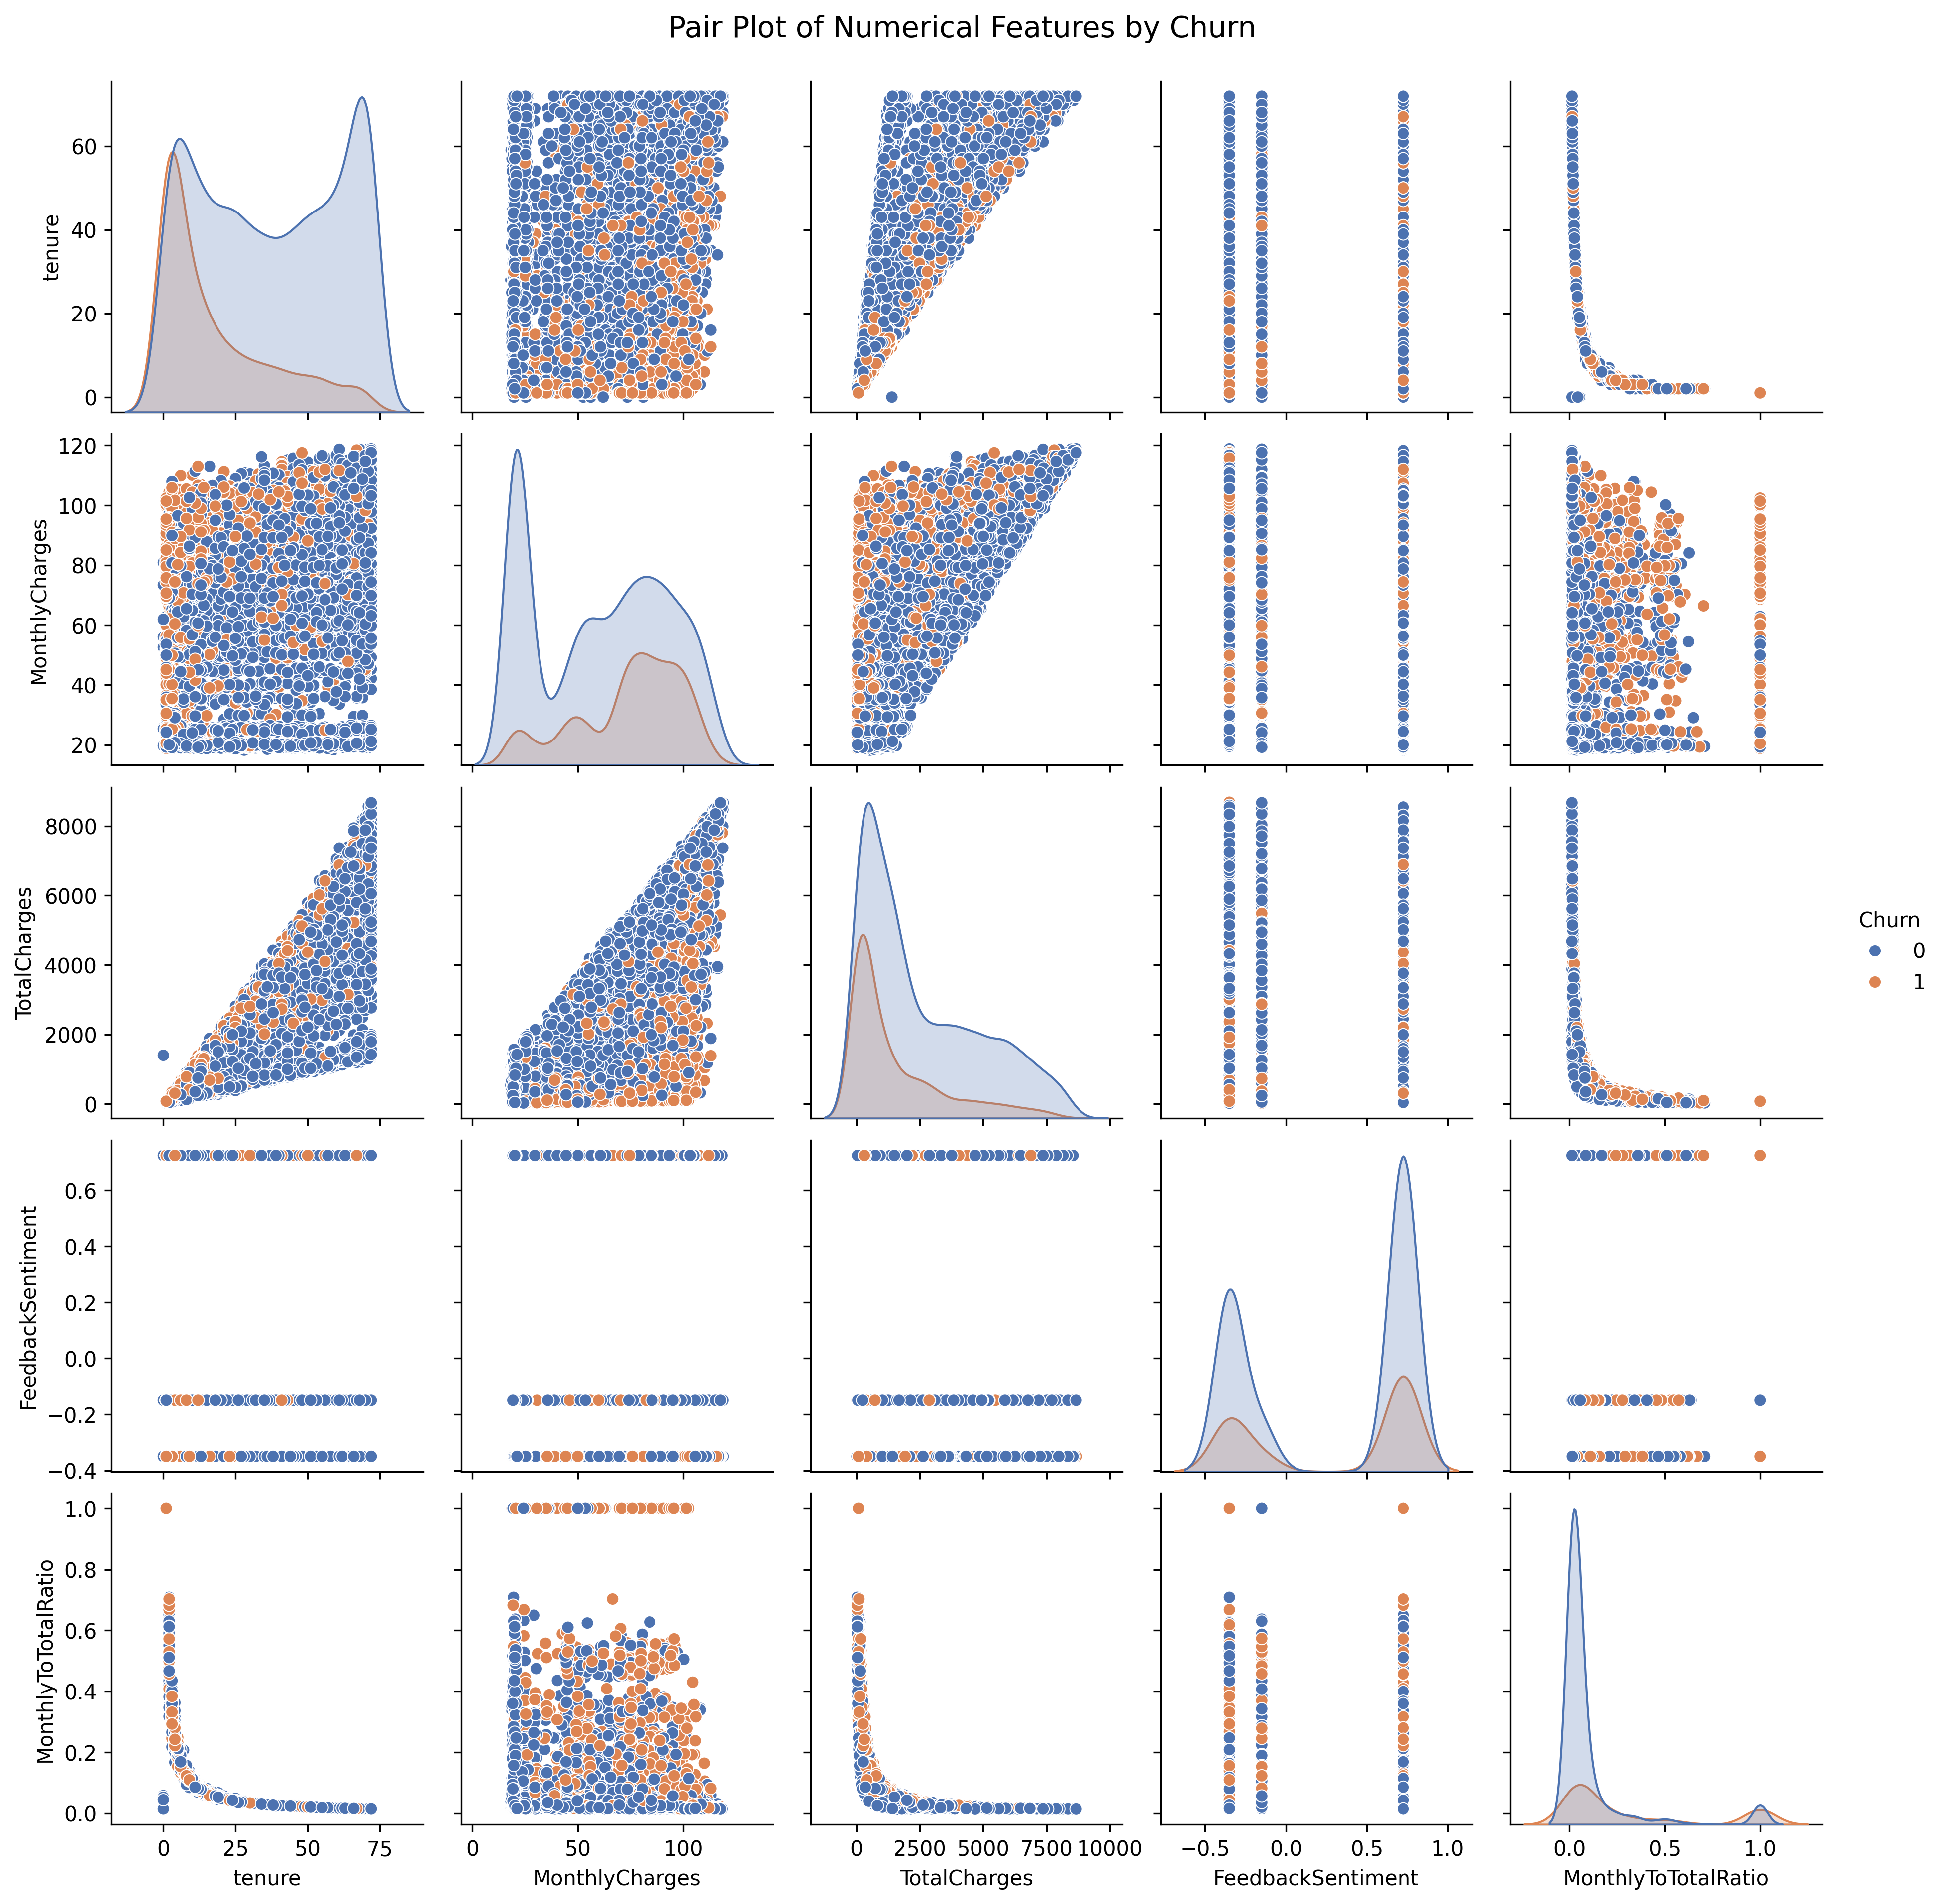 Pair Plot of Numerical Features by Churn
60
40
20
0
tenure
120
100
80
60
40
20
MonthlyCharges
8000
6000
4000
2000
0
TotalCharges
Churn
0
1
0.6
0.4
0.2
0.0
−0.2
−0.4
FeedbackSentiment
1.0
0.8
0.6
0.4
0.2
0.0
MonthlyToTotalRatio
0 25 50 75
0 50 100
0 2500 5000 7500 10000
−0.5 0.0 0.5 1.0
0.0 0.5 1.0
tenure
MonthlyCharges
TotalCharges
FeedbackSentiment
MonthlyToTotalRatio